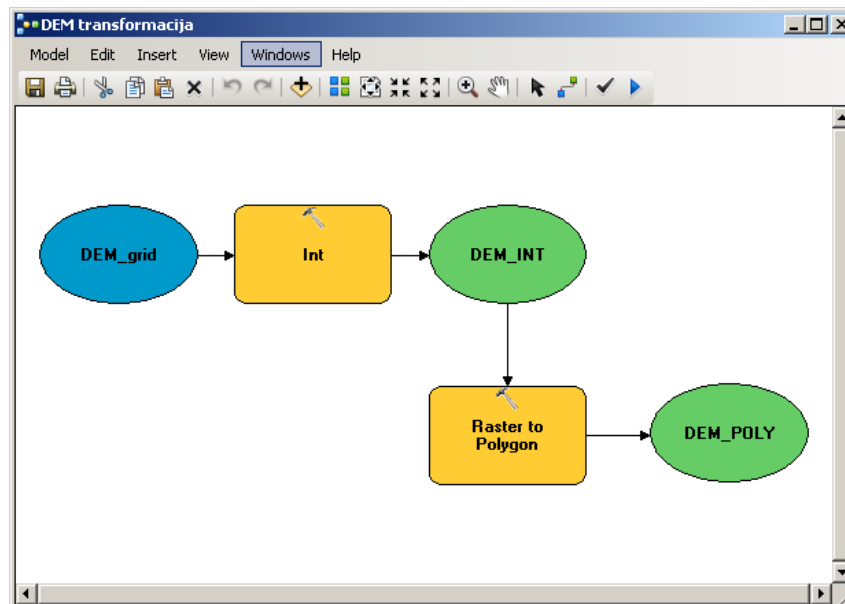 DEM transformacija
Model Edit Insert View Windows Help
DEM_grid
Int
DEM_INT
Raster to
Polygon
DEM_POLY